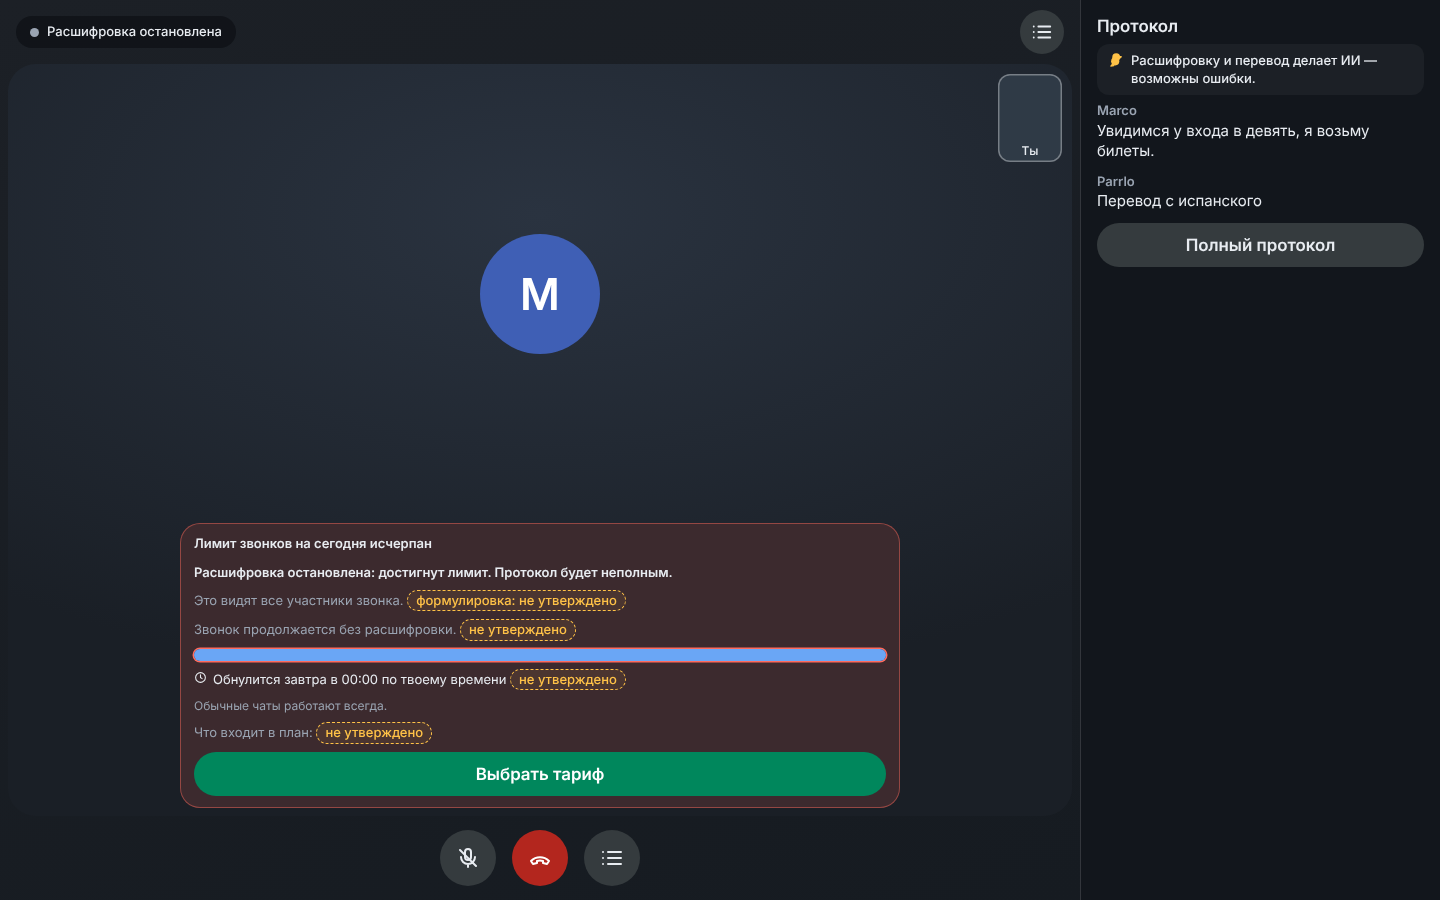 Расшифровка остановлена
Ты
M
Лимит звонков на сегодня исчерпан
Расшифровка остановлена: достигнут лимит. Протокол будет неполным.
Это видят все участники звонка. формулировка: не утверждено
Звонок продолжается без расшифровки. не утверждено
Обнулится завтра в 00:00 по твоему времени не утверждено
Обычные чаты работают всегда.
Что входит в план: не утверждено
Выбрать тариф
Протокол
Расшифровку и перевод делает ИИ —
возможны ошибки.
Marco
Увидимся у входа в девять, я возьму
билеты.
Parrlo
Перевод с испанского
Полный протокол